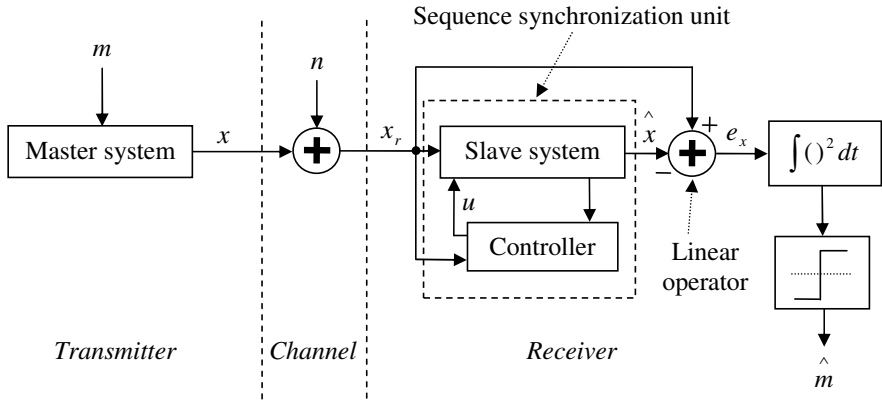 Sequence synchronization unit
m
n
Master system
x
+
x_r
Slave system
x̂
+
−
+
e_x
∫()² dt
u
Controller
Linear
operator
Transmitter
Channel
Receiver
m̂